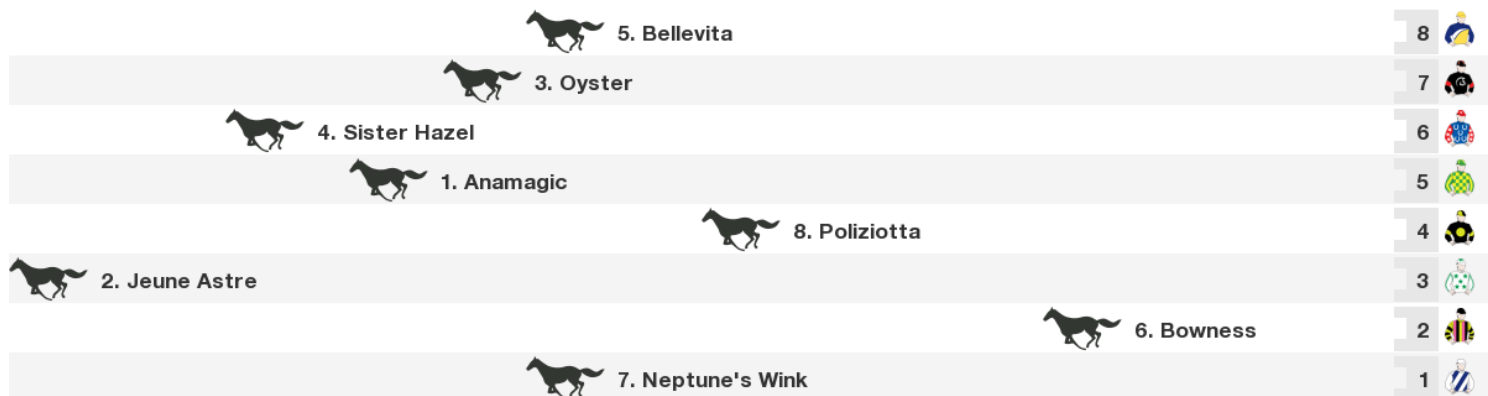 5. Bellevita 8
3. Oyster 7
4. Sister Hazel 6
1. Anamagic 5
8. Poliziotta 4
2. Jeune Astre 3
6. Bowness 2
7. Neptune's Wink 1